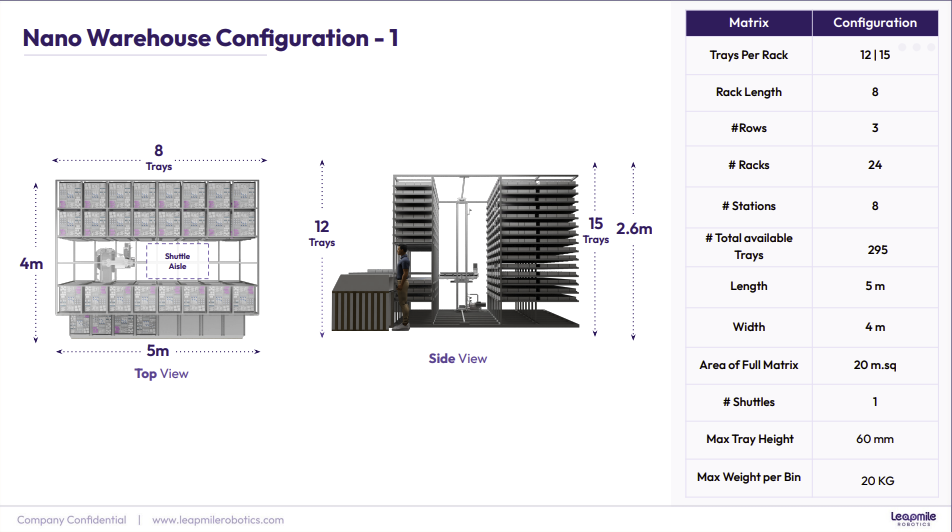 Nano Warehouse Configuration - 1
8
Trays
4m
Shuttle
Aisle
5m
Top View
12
Trays
15
Trays
2.6m
Side View
Matrix Configuration
Trays Per Rack 12 | 15
Rack Length 8
#Rows 3
# Racks 24
# Stations 8
# Total available
Trays 295
Length 5 m
Width 4 m
Area of Full Matrix 20 m.sq
# Shuttles 1
Max Tray Height 60 mm
Max Weight per Bin 20 KG
Company Confidential | www.leapmilerobotics.com
Leapmile
ROBOTICS